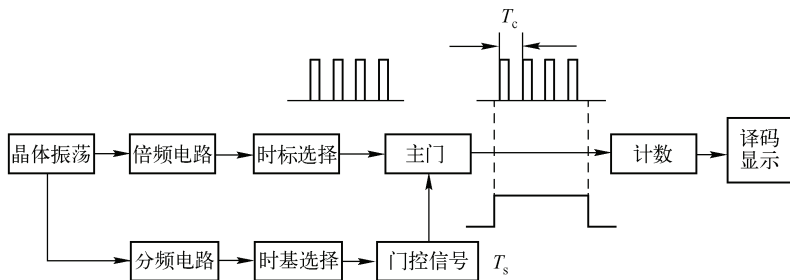 T_c
晶体振荡
倍频电路
时标选择
主门
计数
译码
显示
分频电路
时基选择
门控信号
T_s